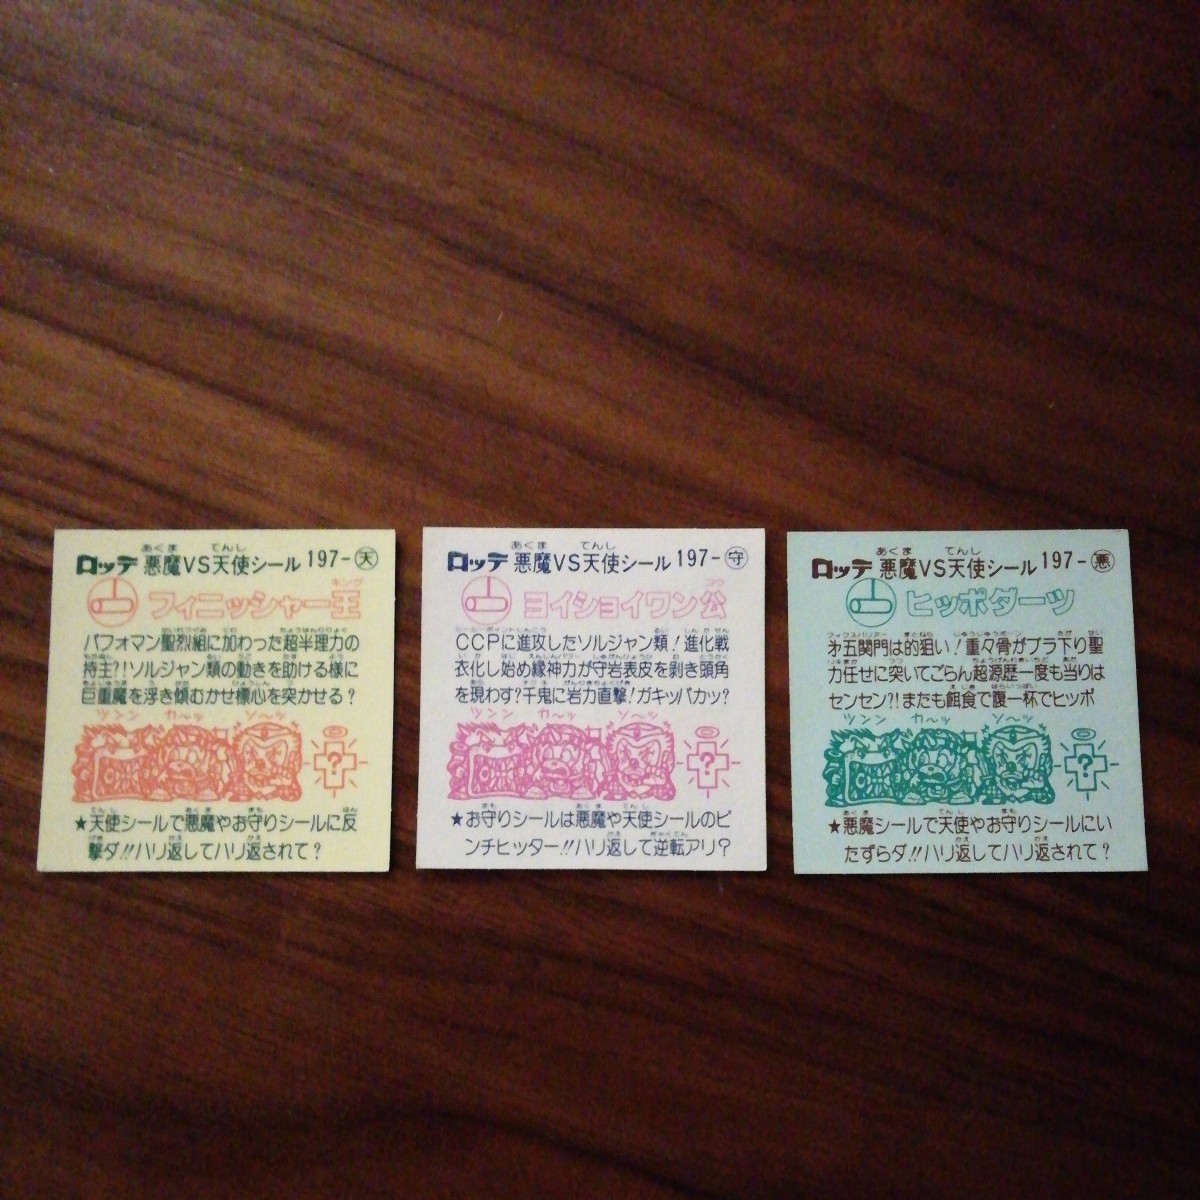 ロッテ 悪魔VS天使シール 197-天
フィニッシャー王
パフォマン聖烈組に加わった超半理力の
持主?!ソルジャン類の動きを助ける様に
巨重魔を浮き傾むかせ標心を突かせる?
ツンン カ〜ッ ソ〜ッ
?
★天使シールで悪魔やお守りシールに反
撃ダ!!ハリ返してハリ返されて?
ロッテ 悪魔VS天使シール 197-守
ヨイショイワン公
CCPに進攻したソルジャン類!進化戦
衣化し始め縁神力が守岩表皮を剥き頭角
を現わす?千鬼に岩力直撃!ガキッパカッ?
ツンン カ〜ッ ソ〜ッ
?
★お守りシールは悪魔や天使シールのピ
ンチヒッター!!ハリ返して逆転アリ?
ロッテ 悪魔VS天使シール 197-悪
ヒッポダーツ
㐧五関門は的狙い!重々骨がブラ下り聖
力任せに突いてごらん超源歴一度も当りは
センセン?!またも餌食で腹一杯でヒッポ
ツンン カ〜ッ ソ〜ッ
?
★悪魔シールで天使やお守りシールにい
たずらダ!!ハリ返してハリ返されて?